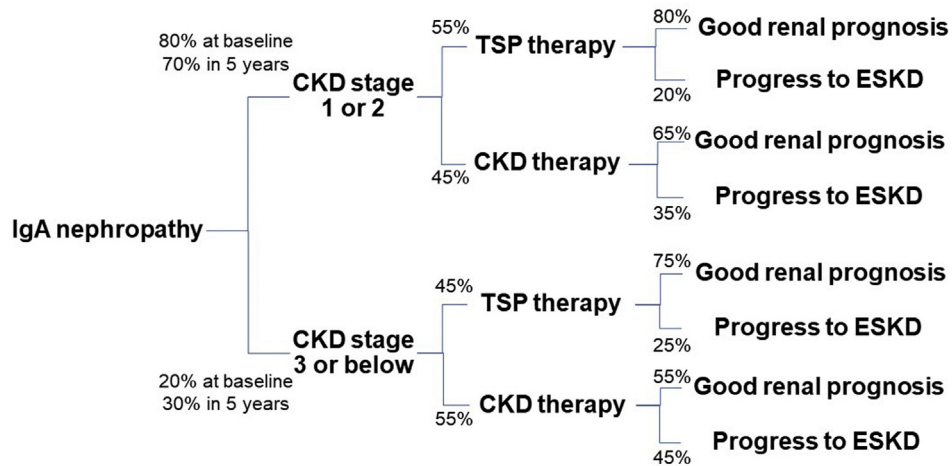 80% at baseline
70% in 5 years
CKD stage
1 or 2
55%
TSP therapy
80%
Good renal prognosis
Progress to ESKD
20%
45%
CKD therapy
65%
Good renal prognosis
Progress to ESKD
35%
IgA nephropathy
20% at baseline
30% in 5 years
CKD stage
3 or below
45%
TSP therapy
75%
Good renal prognosis
Progress to ESKD
25%
55%
CKD therapy
55%
Good renal prognosis
Progress to ESKD
45%